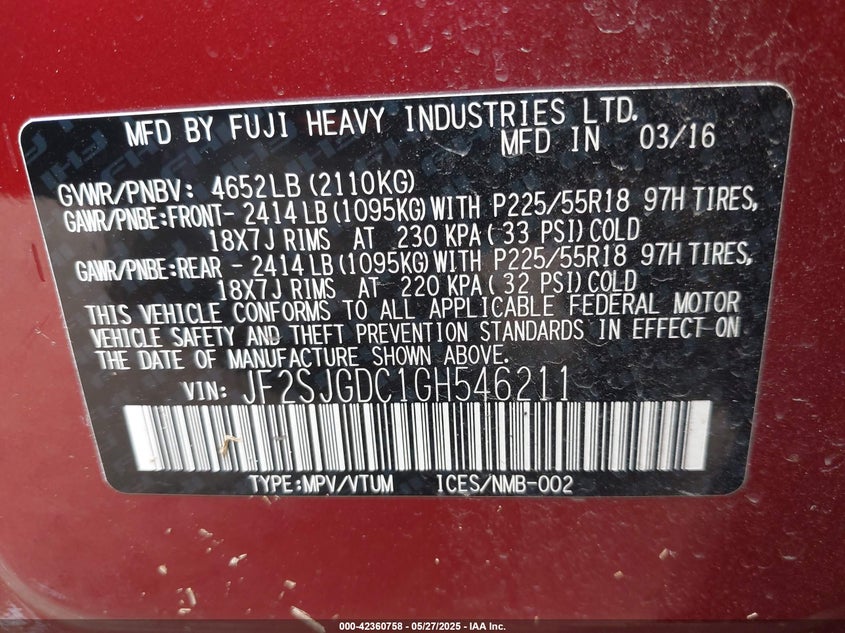 MFD BY FUJI HEAVY INDUSTRIES LTD.
MFD IN 03/16
GVWR/PNBV: 4652LB (2110KG)
GAWR/PNBE:FRONT- 2414 LB (1095KG) WITH P225/55R18 97H TIRES,
18X7J RIMS AT 230 KPA ( 33 PSI) COLD
GAWR/PNBE:REAR - 2414 LB (1095KG) WITH P225/55R18 97H TIRES,
18X7J RIMS AT 220 KPA ( 32 PSI) COLD
THIS VEHICLE CONFORMS TO ALL APPLICABLE FEDERAL MOTOR
VEHICLE SAFETY AND THEFT PREVENTION STANDARDS IN EFFECT ON
THE DATE OF MANUFACTURE SHOWN ABOVE.
VIN: JF2SJGDC1GH546211
TYPE:MPV/VTUM ICES/NMB-002
000-42360758 - 05/27/2025 - IAA Inc.